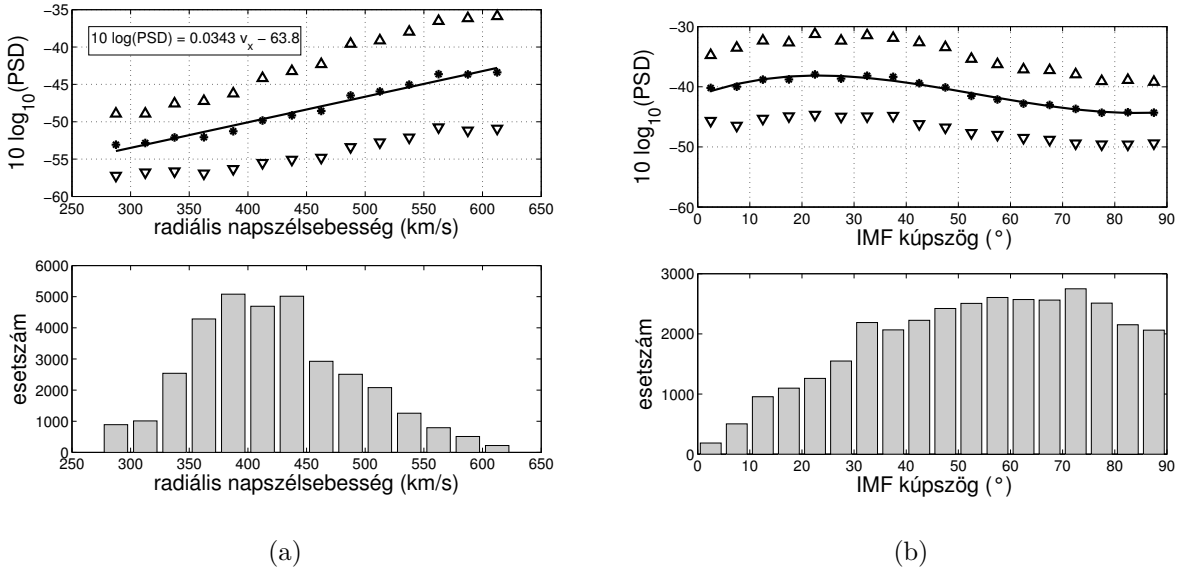 −35
−40
−45
−50
−55
−60
10 log₁₀(PSD)
10 log(PSD) = 0.0343 vₓ − 63.8
250 300 350 400 450 500 550 600 650
radiális napszélsebesség (km/s)
6000
5000
4000
3000
2000
1000
0
esetszám
250 300 350 400 450 500 550 600 650
radiális napszélsebesség (km/s)
(a)
−30
−40
−50
−60
10 log₁₀(PSD)
0 10 20 30 40 50 60 70 80 90
IMF kúpszög (°)
3000
2000
1000
0
esetszám
0 10 20 30 40 50 60 70 80 90
IMF kúpszög (°)
(b)